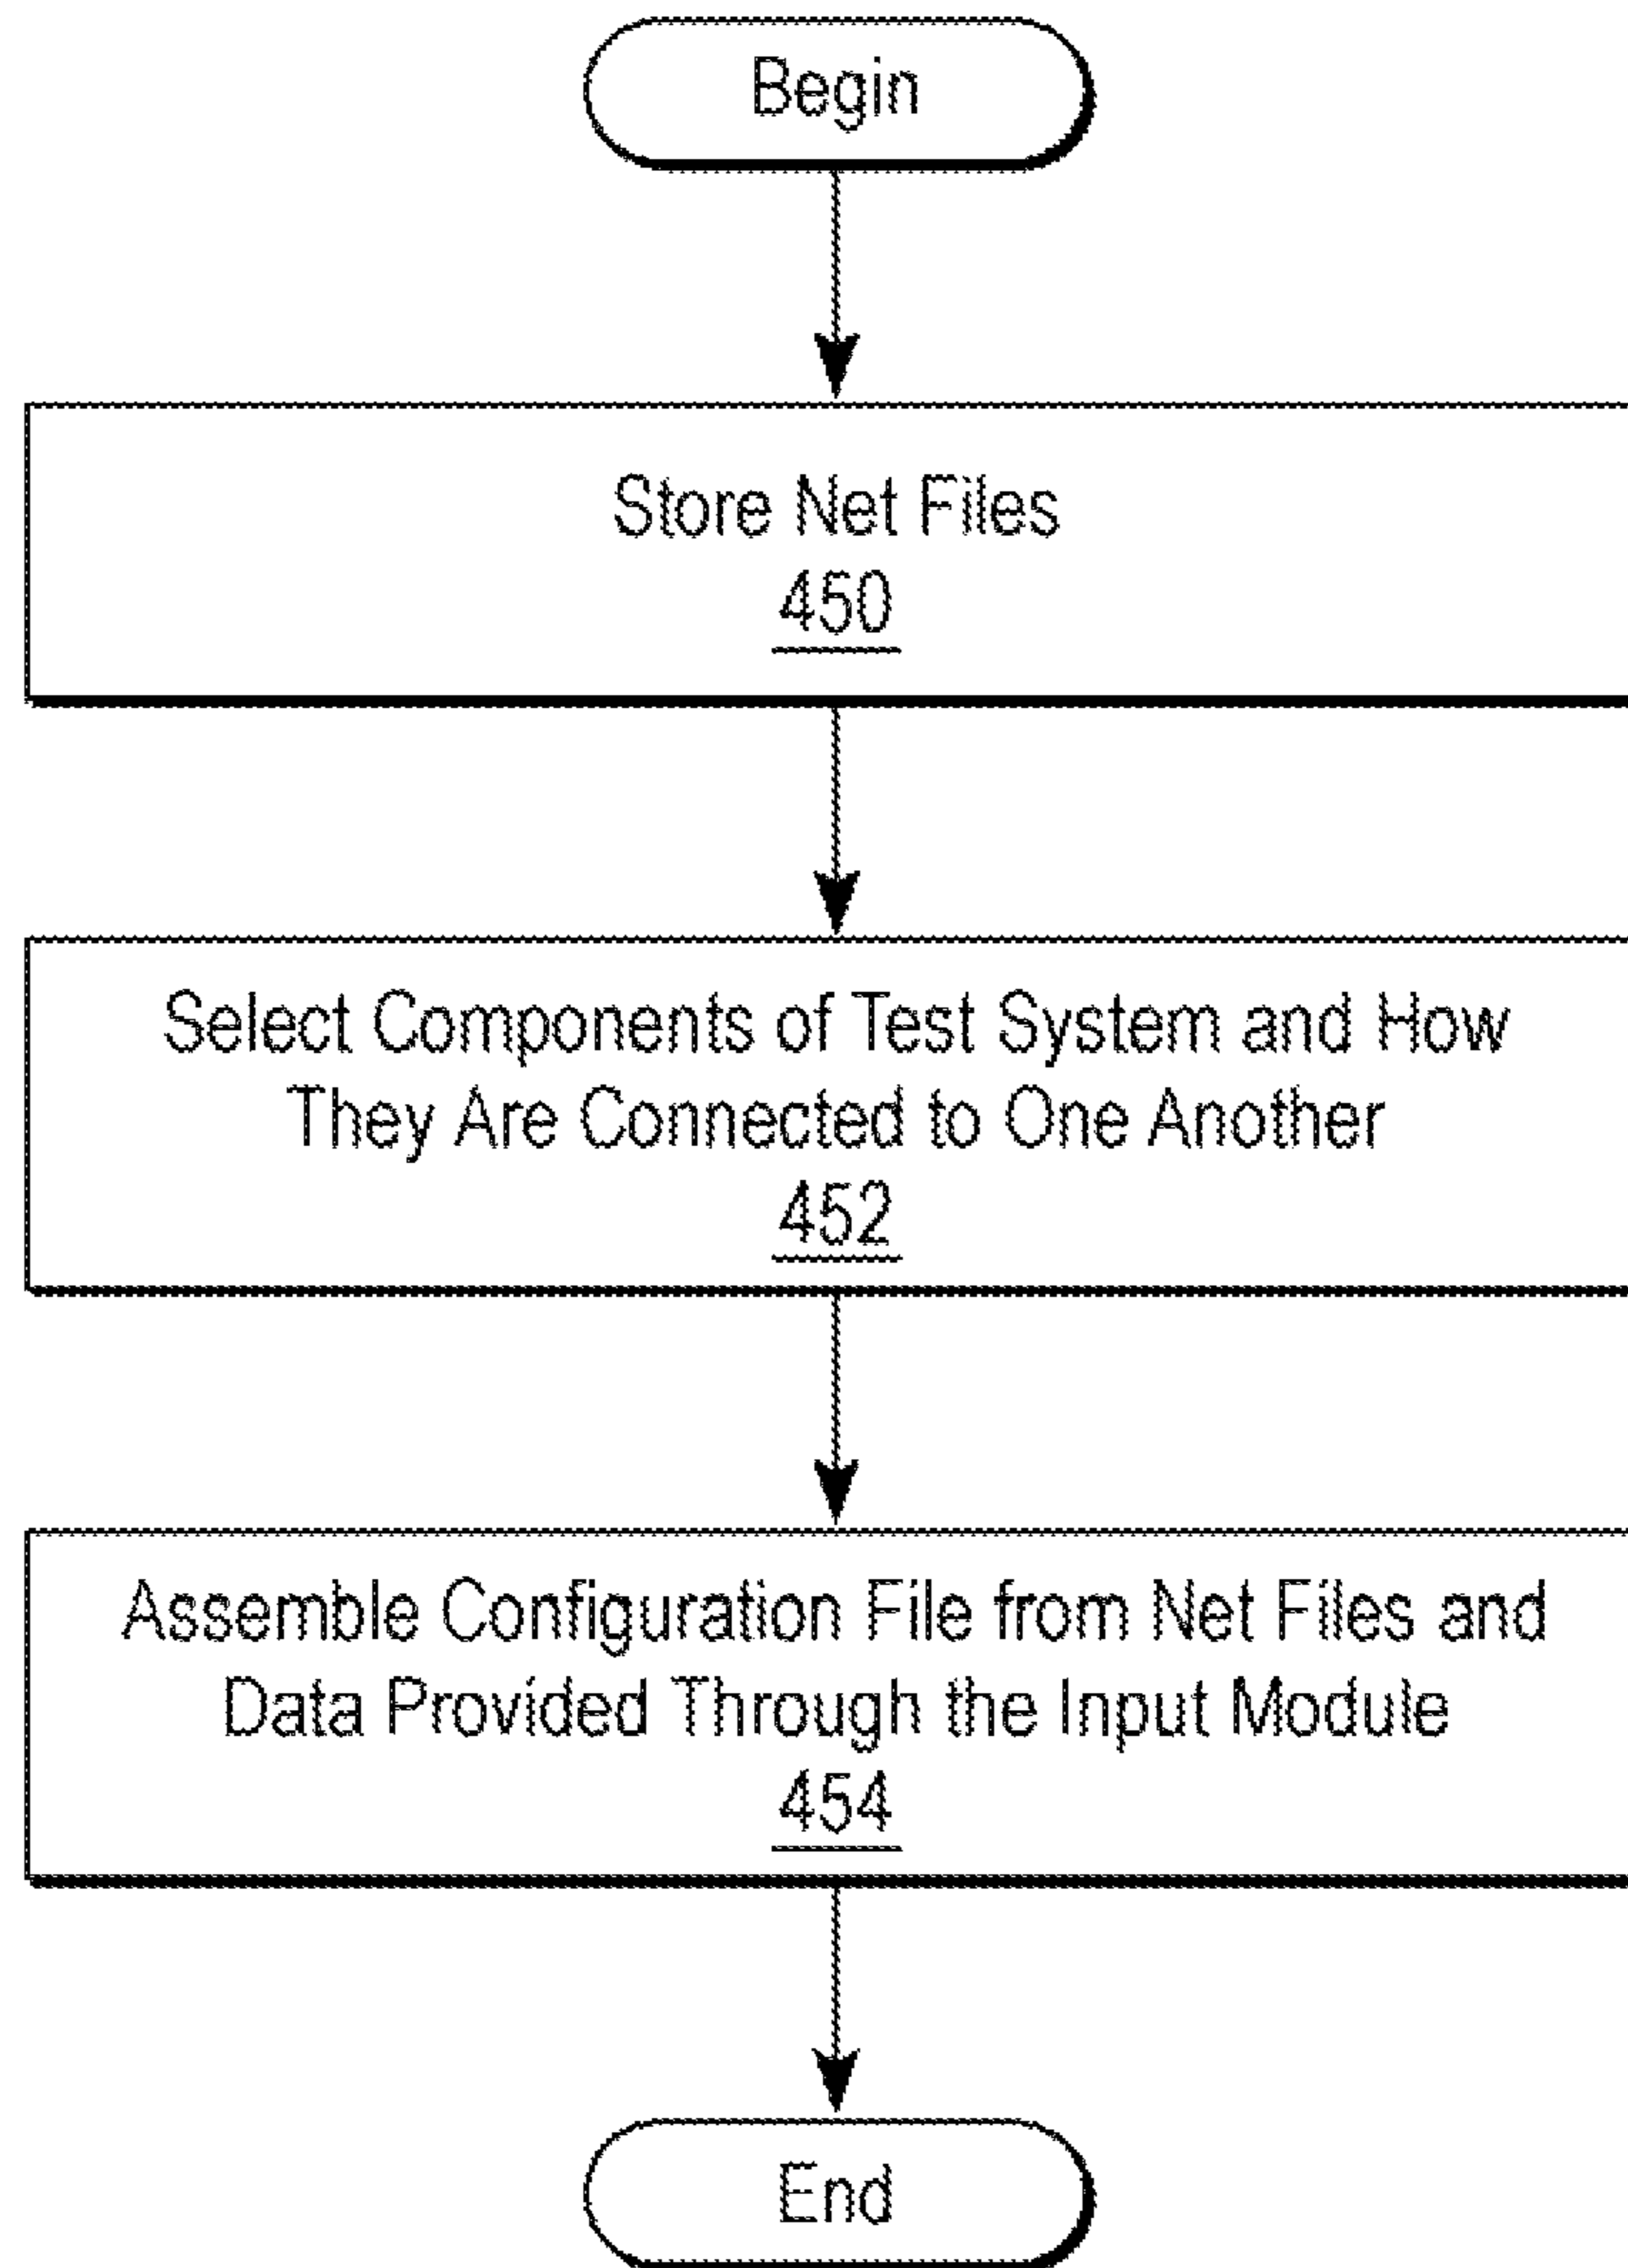 Begin
Store Net Files
450
Select Components of Test System and How
They Are Connected to One Another
452
Assemble Configuration File from Net Files and
Data Provided Through the Input Module
454
End